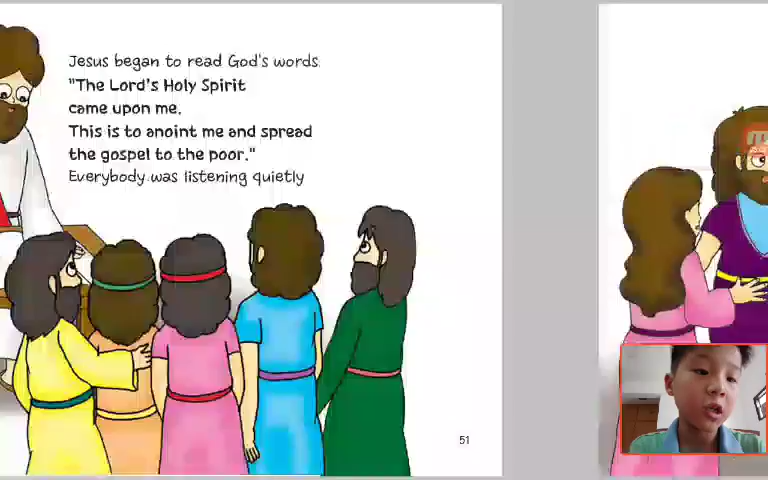 Jesus began to read God's words.
"The Lord's Holy Spirit
came upon me.
This is to anoint me and spread
the gospel to the poor."
Everybody was listening quietly
51